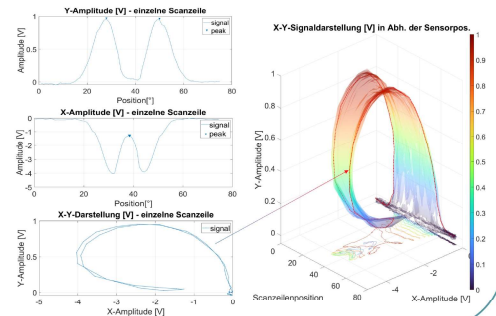 Y-Amplitude [V] - einzelne Scanzeile
signal
peak
Amplitude [V]
1
0.5
0
0 20 40 60 80
Position[°]
X-Amplitude [V] - einzelne Scanzeile
signal
peak
Amplitude [V]
0
-1
-2
-3
-4
-5
0 20 40 60 80
Position[°]
X-Y-Darstellung [V] - einzelne Scanzeile
signal
Y-Amplitude [V]
1
0.5
0
-5 -4 -3 -2 -1 0
X-Amplitude [V]
X-Y-Signaldarstellung [V] in Abh. der Sensorpos.
Y-Amplitude [V]
1
0.8
0.6
0.4
0.2
0
0
20
40
60
80
Scanzeilenposition
-4
-2
X-Amplitude [V]
1
0.9
0.8
0.7
0.6
0.5
0.4
0.3
0.2
0.1
0